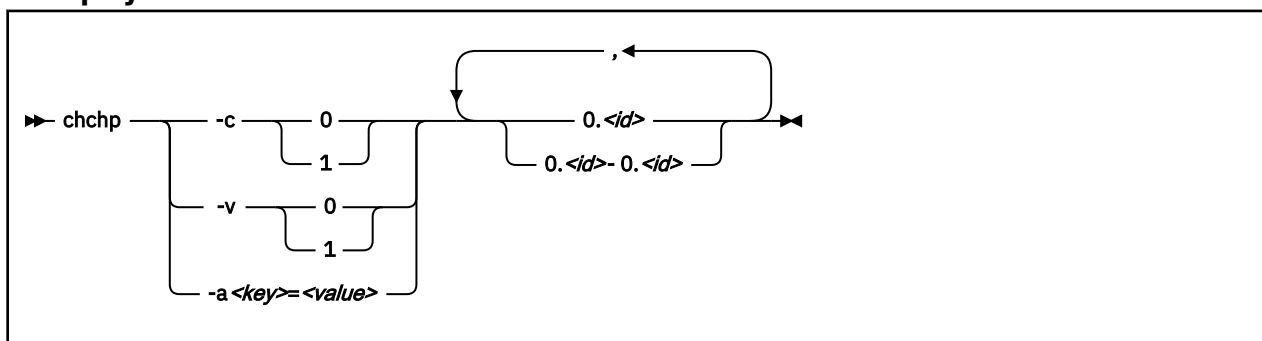 ,
chchp -c 0 0.<id>
1 0.<id>- 0.<id>
-v 0
1
-a<key>=<value>